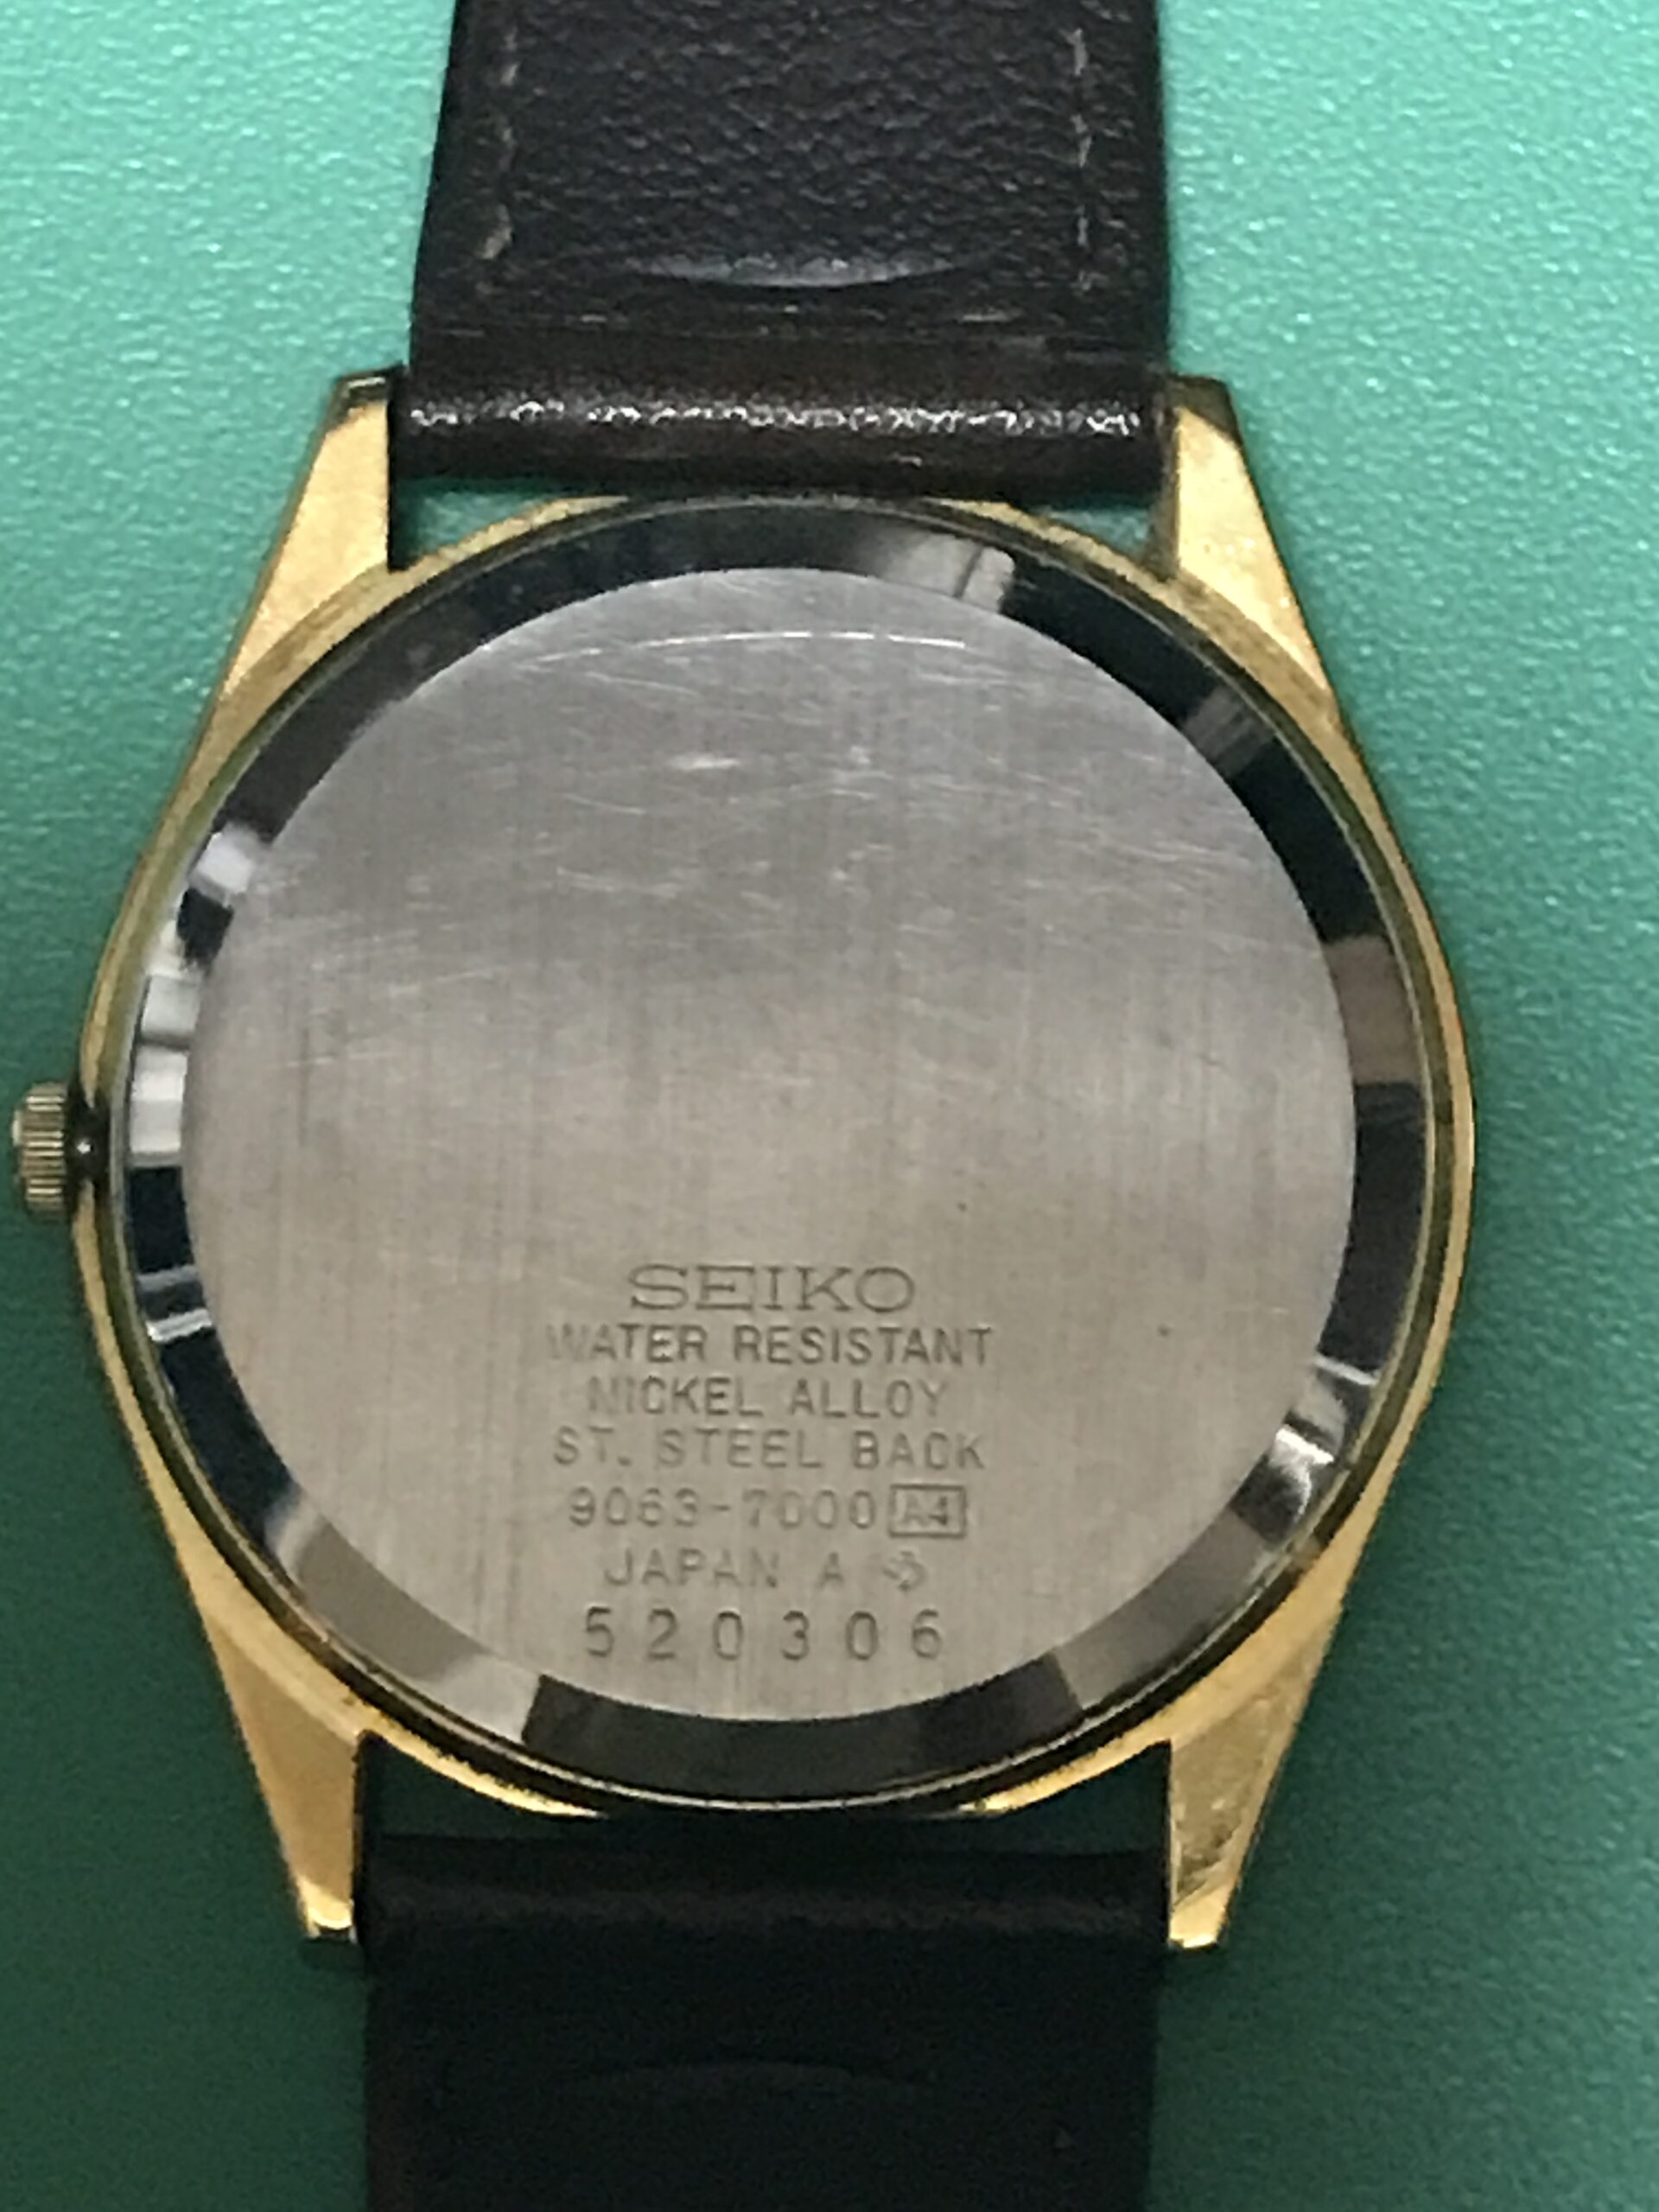 SEIKO
WATER RESISTANT
NICKEL ALLOY
ST. STEEL BACK
9063-7000 A4
JAPAN A
520306